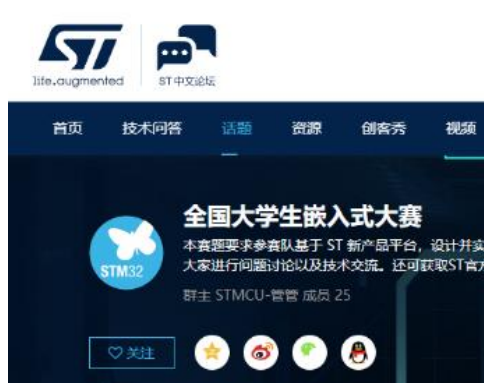 ST
life.augmented
ST中文论坛
首页 技术问答 话题 资源 创客秀 视频
全国大学生嵌入式大赛
本赛题要求参赛队基于 ST 新产品平台，设计并实
大家进行问题讨论以及技术交流。还可获取ST官方
STM32
群主 STMCU-管管 成员 25
♡关注